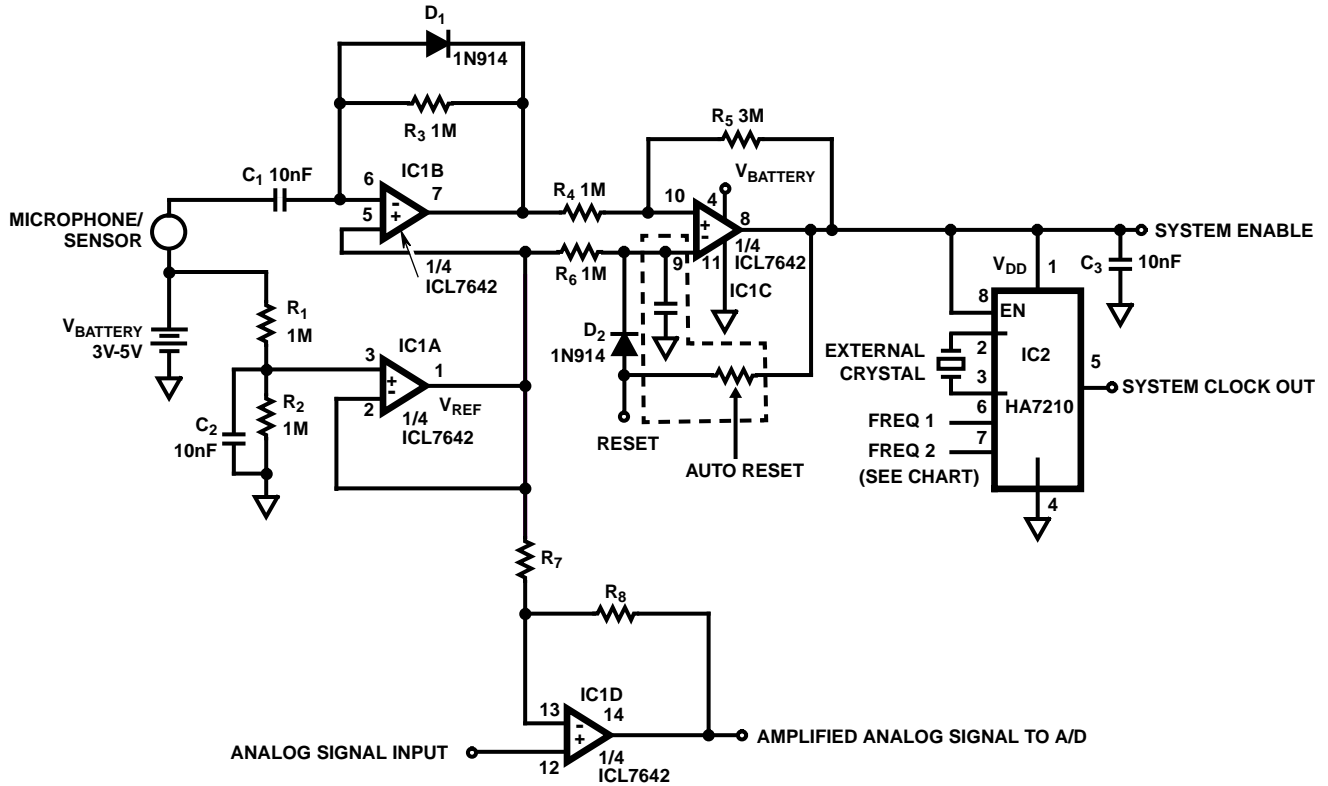 D1
1N914
R3 1M
R5 3M
C1 10nF
IC1B
6
7
5
R4 1M
10
VBATTERY
4
8
MICROPHONE/
SENSOR
1/4
ICL7642
R6 1M
9
11
1/4
ICL7642
IC1C
SYSTEM ENABLE
VDD
1
C3
10nF
VBATTERY
3V-5V
R1
1M
IC1A
3
1
2
VREF
1/4
ICL7642
R2
1M
C2
10nF
D2
1N914
RESET
AUTO RESET
8
EN
EXTERNAL
CRYSTAL
2
3
IC2
HA7210
5
SYSTEM CLOCK OUT
FREQ 1
6
FREQ 2
7
(SEE CHART)
4
R7
R8
IC1D
13
14
12
1/4
ICL7642
ANALOG SIGNAL INPUT
AMPLIFIED ANALOG SIGNAL TO A/D